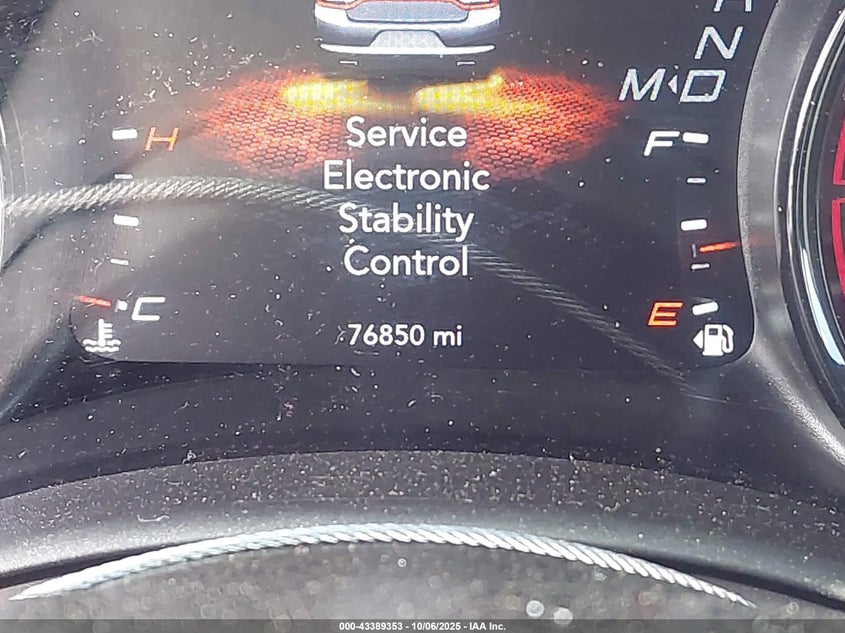 N
M D
H
F
Service
Electronic
Stability
Control
C
E
76850 mi
000-43389353 - 10/06/2025 - IAA Inc.